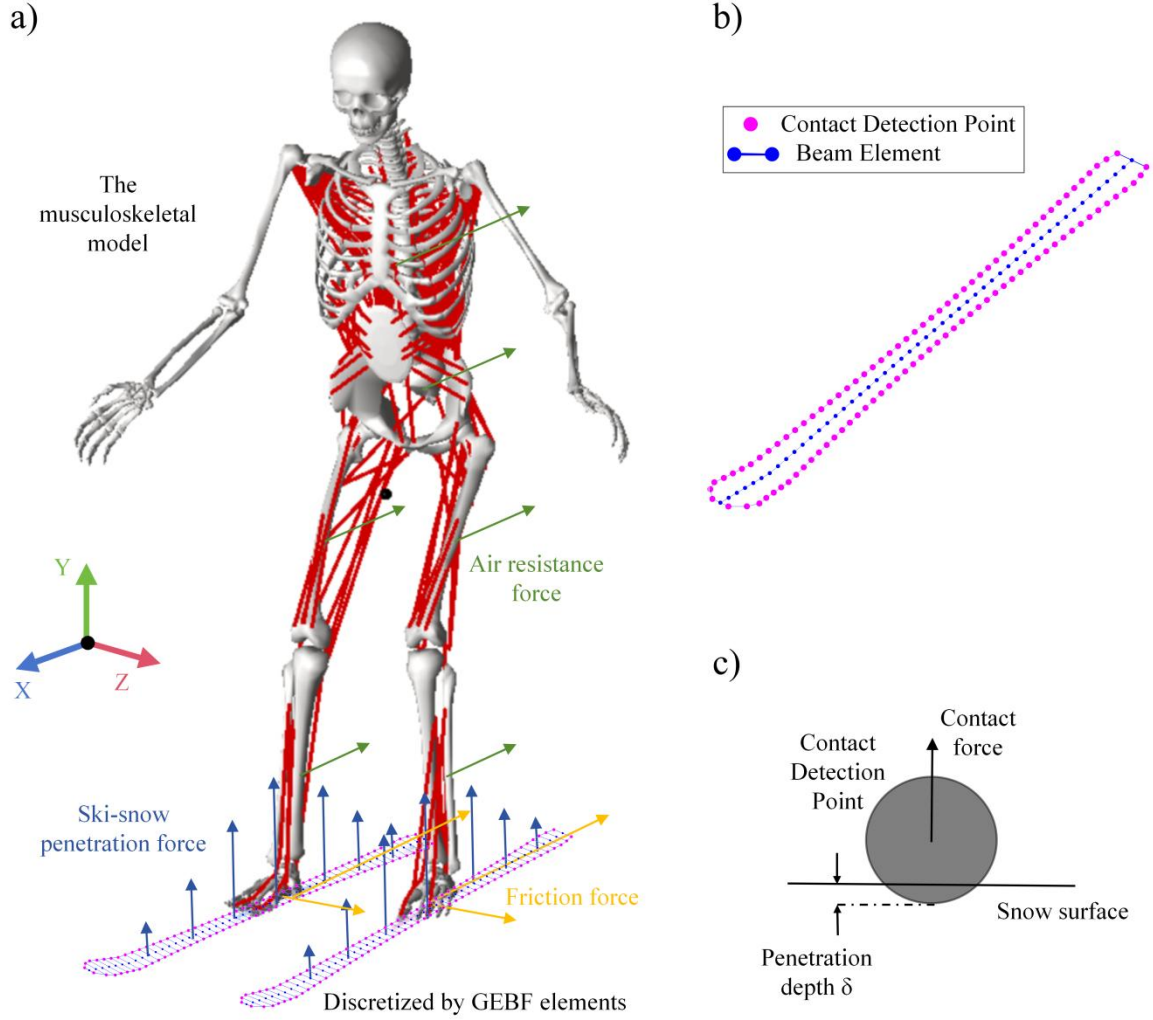 a)
The
musculoskeletal
model
Air resistance
force
Y
X
Z
Ski-snow
penetration force
Friction force
Discretized by GEBF elements
b)
Contact Detection Point
Beam Element
c)
Contact
Detection
Point
Contact
force
Snow surface
Penetration
depth δ